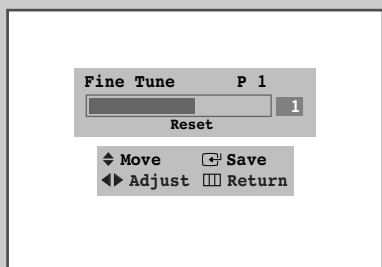 Fine Tune P 1
1
Reset
Move Save
Adjust Return